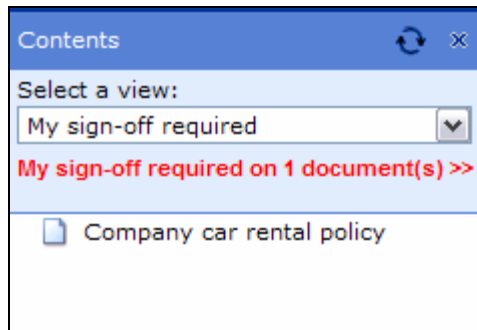 Contents
Select a view:
My sign-off required
My sign-off required on 1 document(s) >>
Company car rental policy